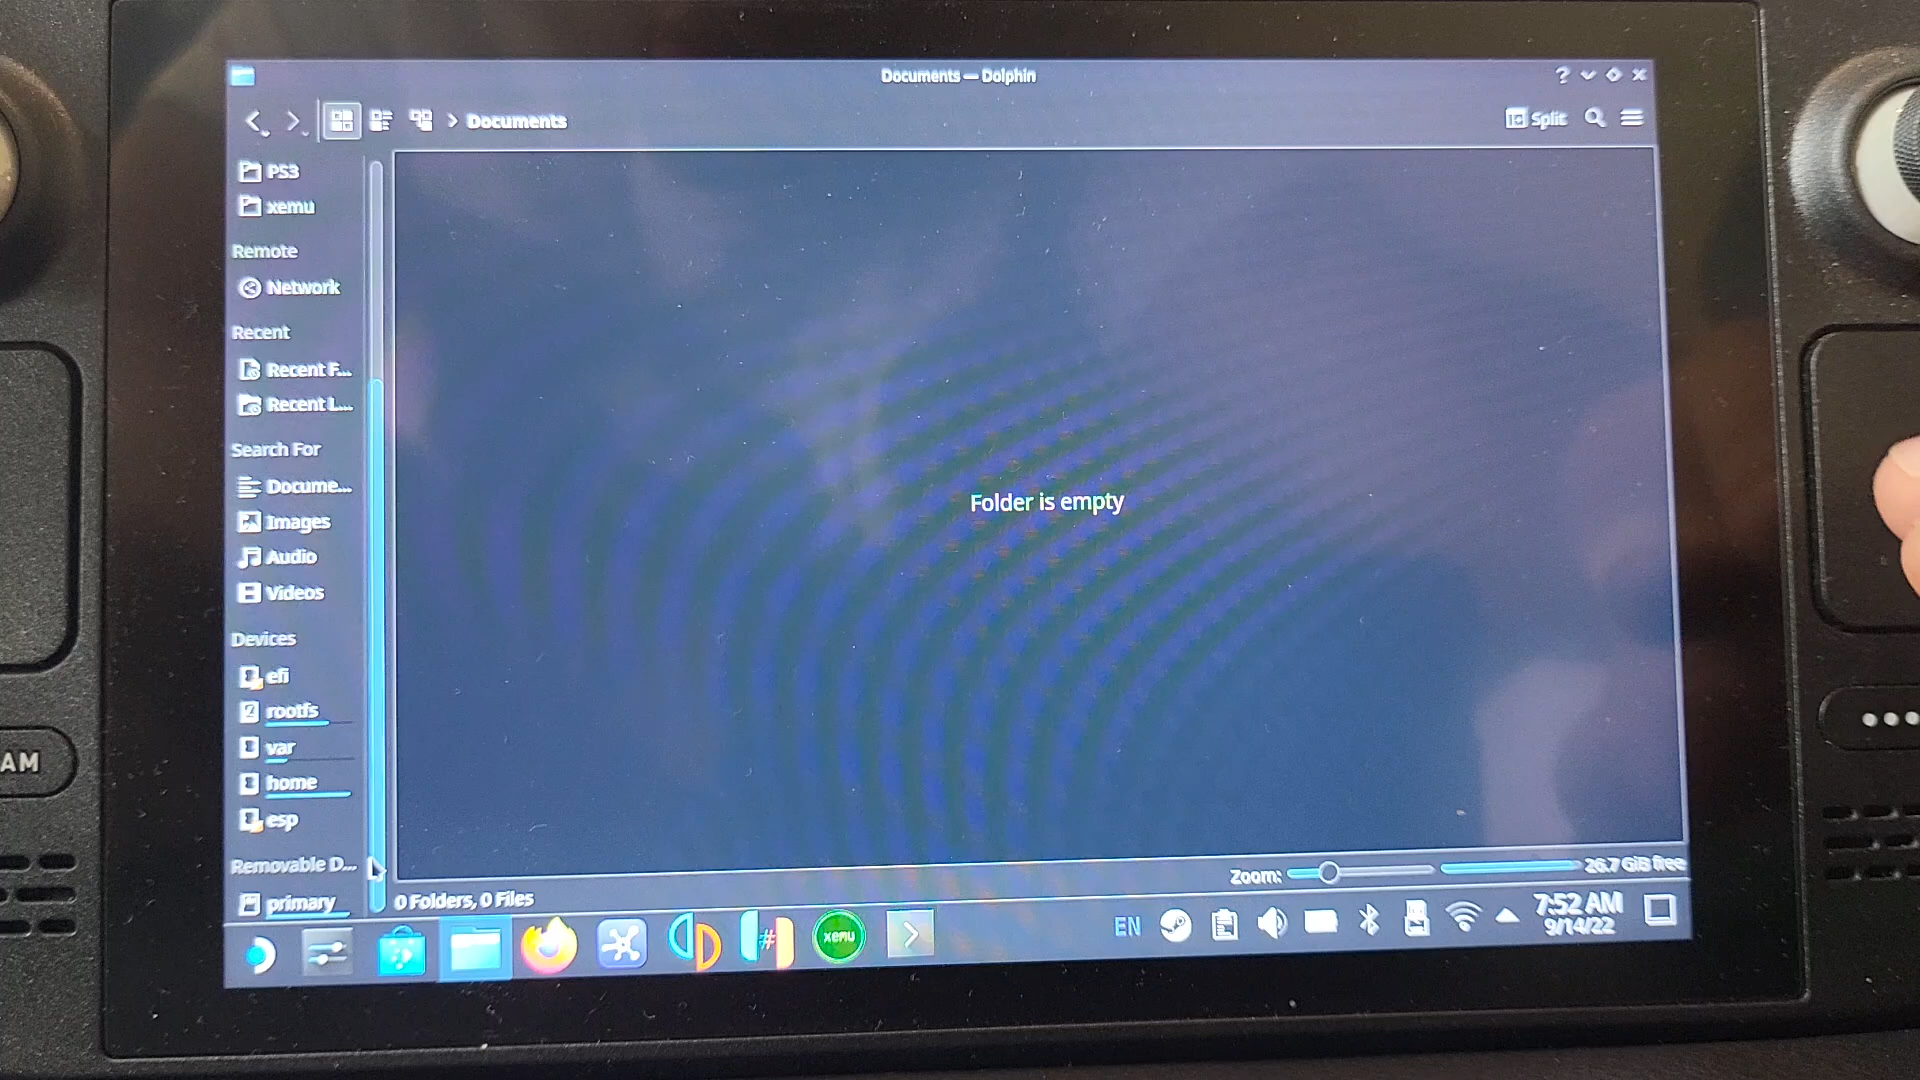 Documents — Dolphin
Documents
Split
PS3
xemu
Remote
Network
Recent
Recent F...
Recent L...
Search For
Docume...
Images
Audio
Videos
Devices
efi
rootfs
var
home
esp
Removable D...
primary
Folder is empty
Zoom:
26.7 GiB free
0 Folders, 0 Files
xemu
EN
7:52 AM
9/14/22
AM